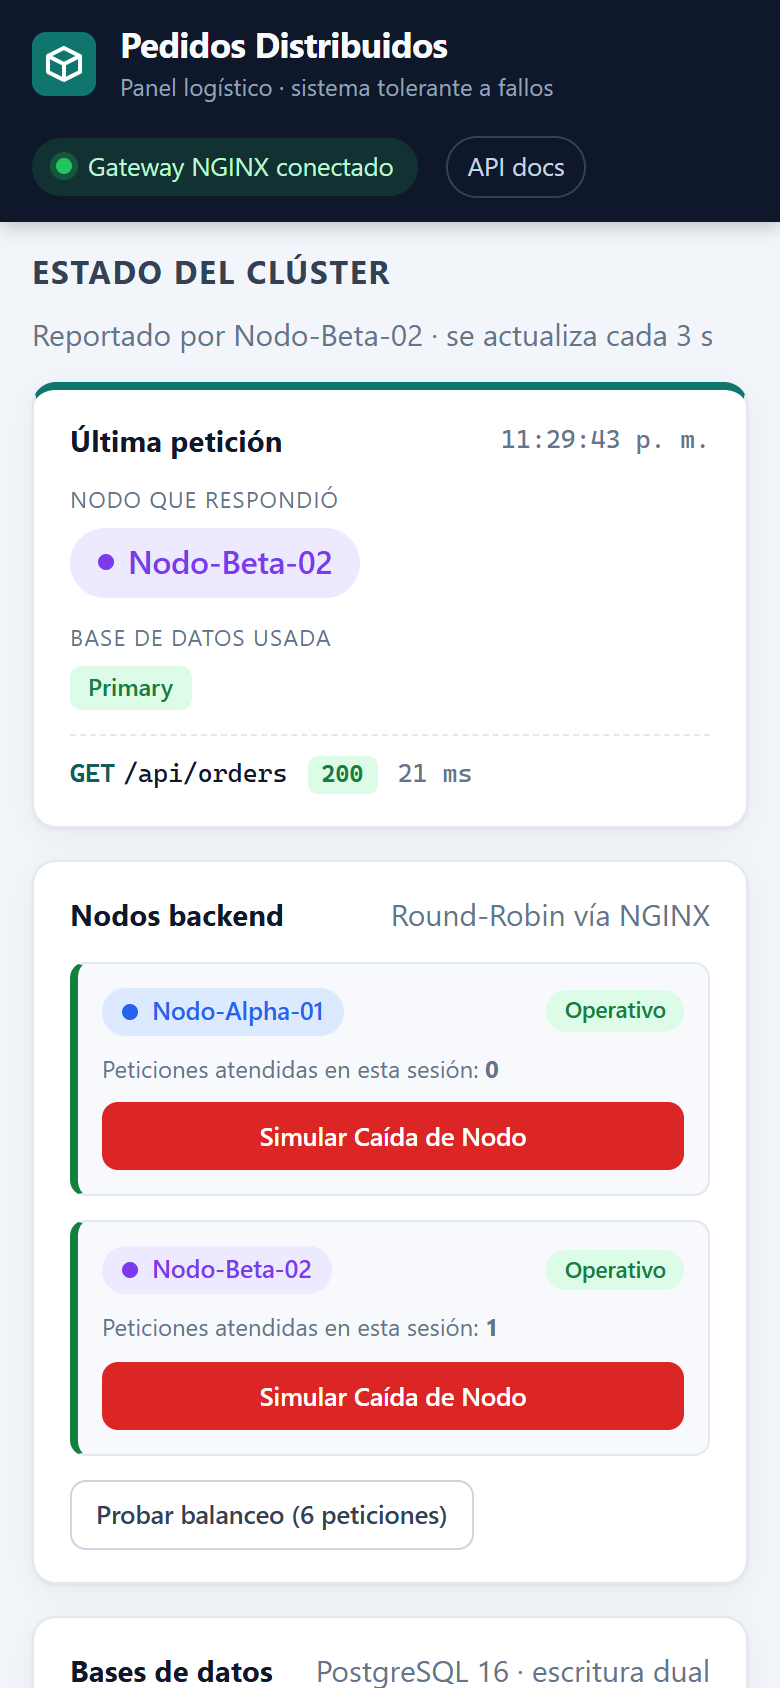 Pedidos Distribuidos
Panel logístico · sistema tolerante a fallos
Gateway NGINX conectado
API docs
ESTADO DEL CLÚSTER
Reportado por Nodo-Beta-02 · se actualiza cada 3 s
Última petición
11:29:43 p. m.
NODO QUE RESPONDIÓ
Nodo-Beta-02
BASE DE DATOS USADA
Primary
GET /api/orders 200 21 ms
Nodos backend
Round-Robin vía NGINX
Nodo-Alpha-01
Operativo
Peticiones atendidas en esta sesión: 0
Simular Caída de Nodo
Nodo-Beta-02
Operativo
Peticiones atendidas en esta sesión: 1
Simular Caída de Nodo
Probar balanceo (6 peticiones)
Bases de datos
PostgreSQL 16 · escritura dual